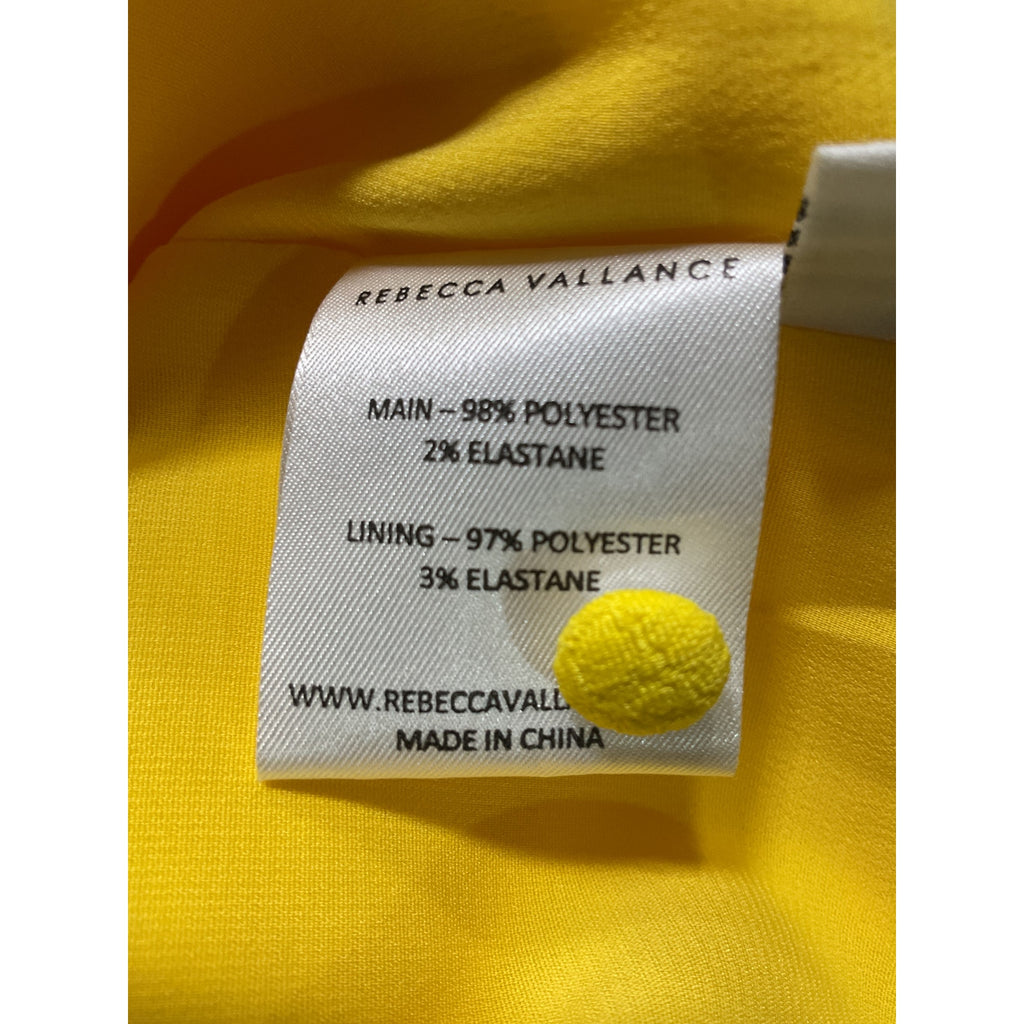 REBECCA VALLANCE
MAIN – 98% POLYESTER
2% ELASTANE
LINING – 97% POLYESTER
3% ELASTANE
MADE IN CHINA